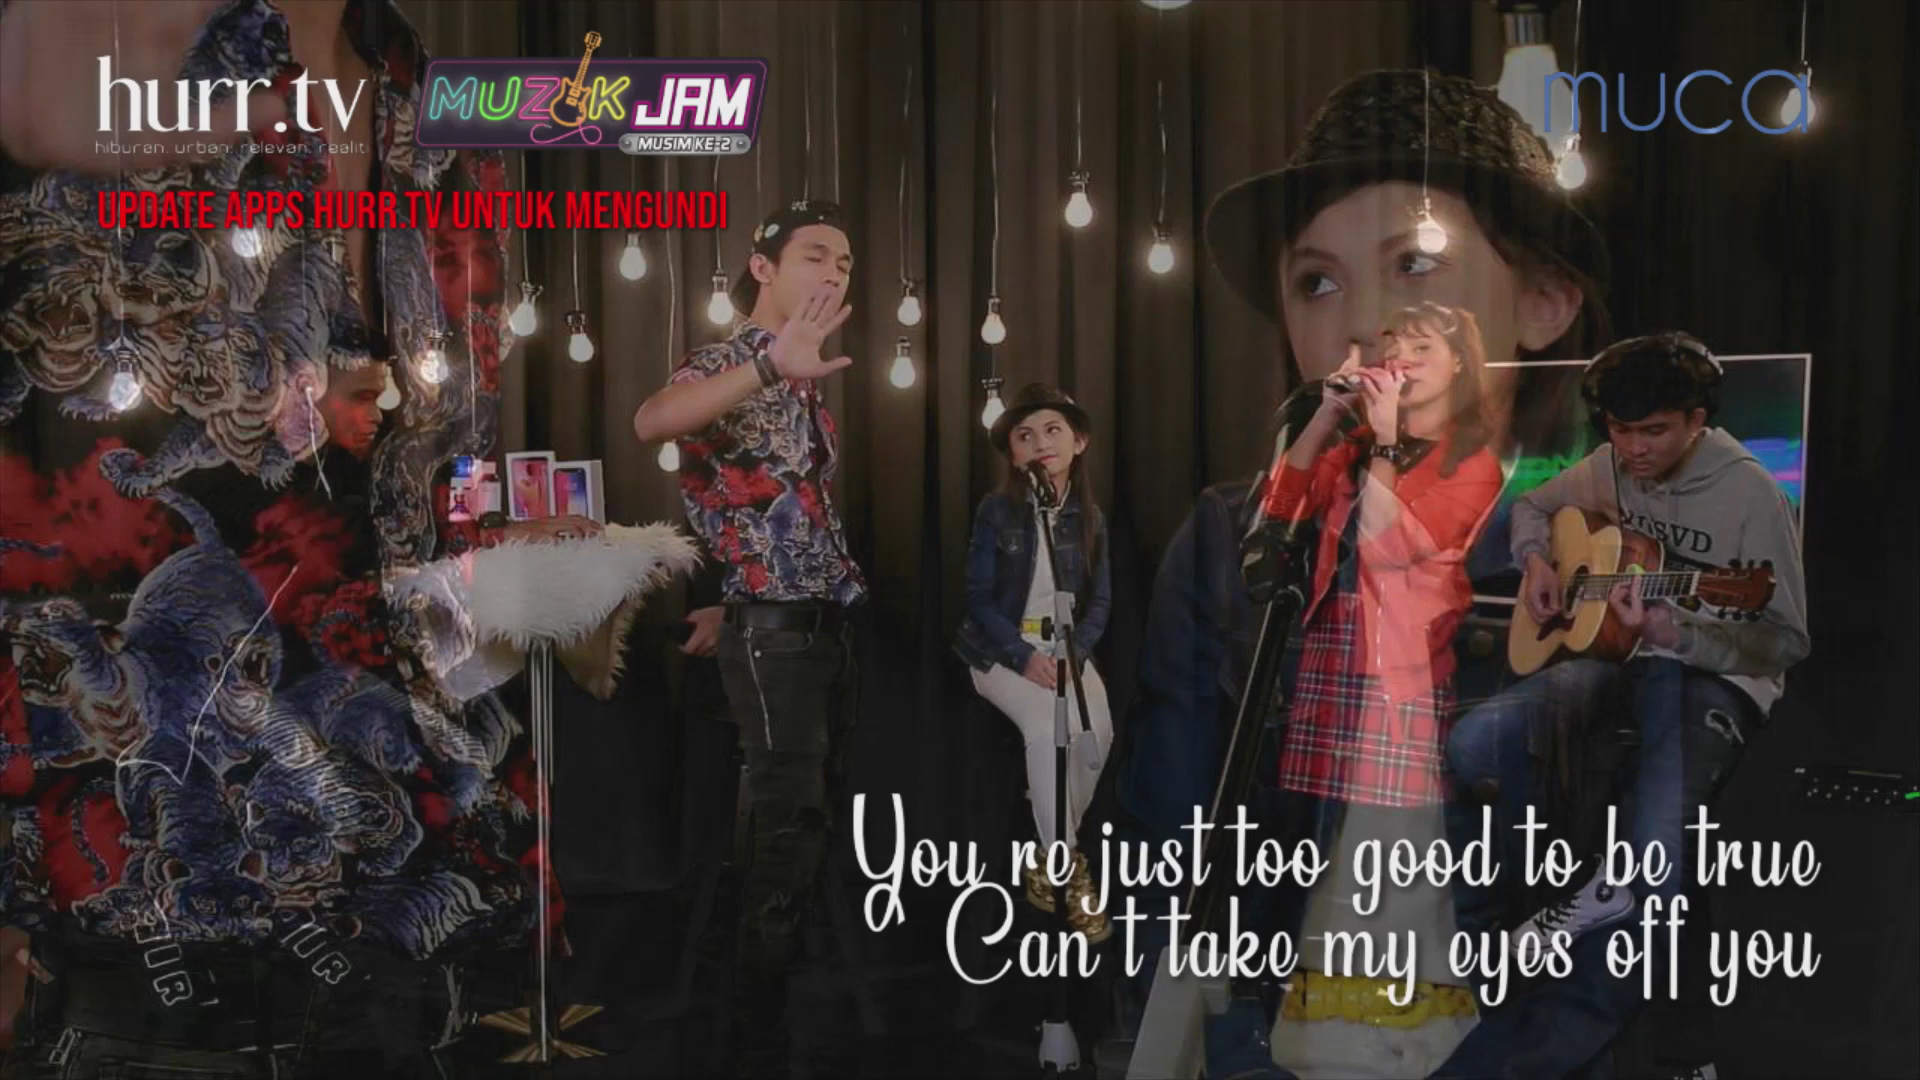 hurr.tv
hiburan. urban. relevan. realiti
MUZIK JAM
MUSIM KE-2
muca
UPDATE APPS HURR.TV UNTUK MENGUNDI
NDSVD
You re just too good to be true
Can t take my eyes off you